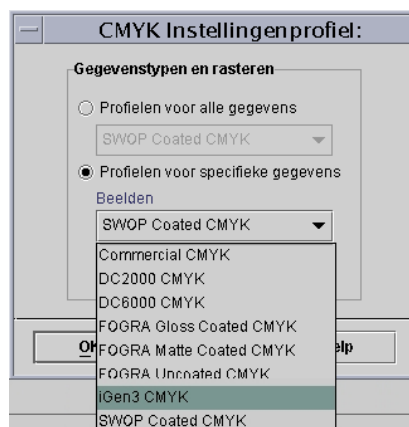 CMYK Instellingenprofiel:
Gegevenstypen en rasteren
Profielen voor alle gegevens
SWOP Coated CMYK
Profielen voor specifieke gegevens
Beelden
SWOP Coated CMYK
Commercial CMYK
DC2000 CMYK
DC6000 CMYK
FOGRA Gloss Coated CMYK
FOGRA Matte Coated CMYK
FOGRA Uncoated CMYK
iGen3 CMYK
SWOP Coated CMYK